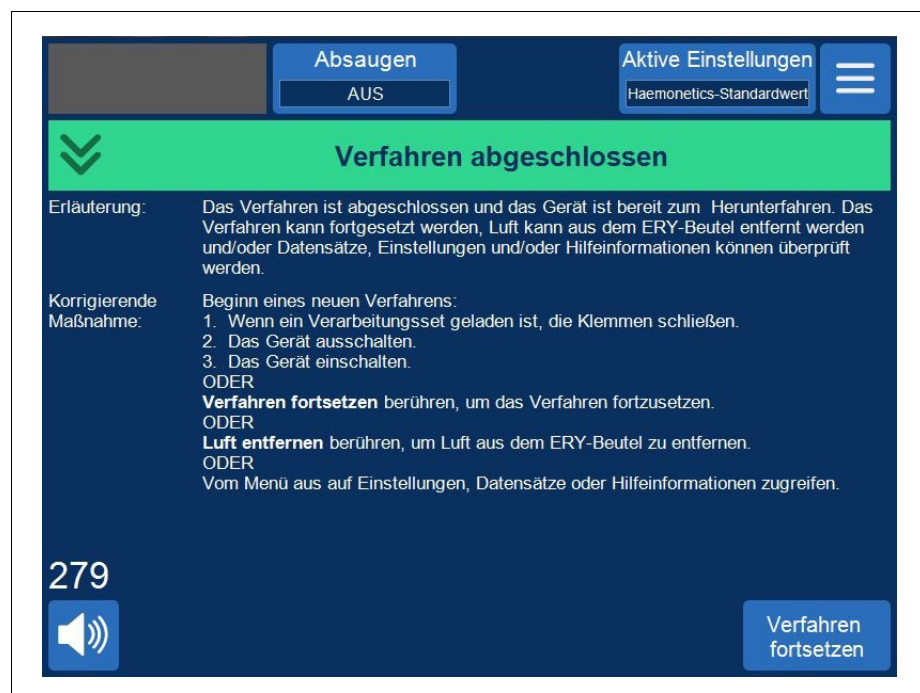 Absaugen
AUS
Aktive Einstellungen
Haemonetics-Standardwert
Verfahren abgeschlossen
Erläuterung:
Das Verfahren ist abgeschlossen und das Gerät ist bereit zum Herunterfahren. Das
Verfahren kann fortgesetzt werden, Luft kann aus dem ERY-Beutel entfernt werden
und/oder Datensätze, Einstellungen und/oder Hilfeinformationen können überprüft
werden.
Korrigierende
Maßnahme:
Beginn eines neuen Verfahrens:
1. Wenn ein Verarbeitungsset geladen ist, die Klemmen schließen.
2. Das Gerät ausschalten.
3. Das Gerät einschalten.
ODER
Verfahren fortsetzen berühren, um das Verfahren fortzusetzen.
ODER
Luft entfernen berühren, um Luft aus dem ERY-Beutel zu entfernen.
ODER
Vom Menü aus auf Einstellungen, Datensätze oder Hilfeinformationen zugreifen.
279
Verfahren
fortsetzen